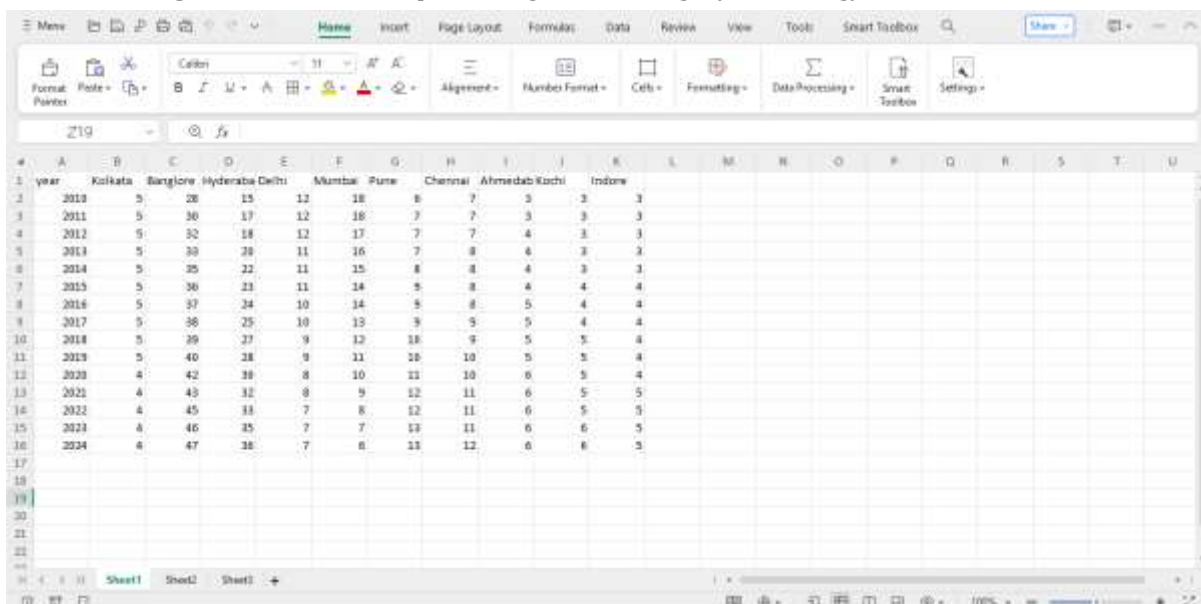 Menu Home Insert Page Layout Formulas Data Review View Tools Smart Toolbox Share
Format Painter Paste Calibri 11 B I U A A Alignment Number Format Cells Formatting Data Processing Smart Toolbox Settings
Z19 fx
A B C D E F G H I J K L M N O P Q R S T U
1 year Kolkata Banglore Hyderaba Delhi Mumbai Pune Chennai Ahmedab Kochi Indore
2 2010 5 28 15 12 18 6 7 3 3 3
3 2011 5 30 17 12 18 7 7 3 3 3
4 2012 5 32 18 12 17 7 7 4 3 3
5 2013 5 33 20 11 16 7 8 4 3 3
6 2014 5 35 22 11 15 8 8 4 3 3
7 2015 5 36 23 11 14 9 8 4 4 4
8 2016 5 37 24 10 14 9 8 5 4 4
9 2017 5 38 25 10 13 9 9 5 4 4
10 2018 5 39 27 9 12 10 9 5 5 4
11 2019 5 40 28 9 11 10 10 5 5 4
12 2020 4 42 30 8 10 11 10 6 5 4
13 2021 4 43 32 8 9 12 11 6 5 5
14 2022 4 45 33 7 8 12 11 6 5 5
15 2023 4 46 35 7 7 13 11 6 6 5
16 2024 4 47 36 7 6 13 12 6 6 5
17
18
19
20
21
22
Sheet1 Sheet2 Sheet3 +
100%